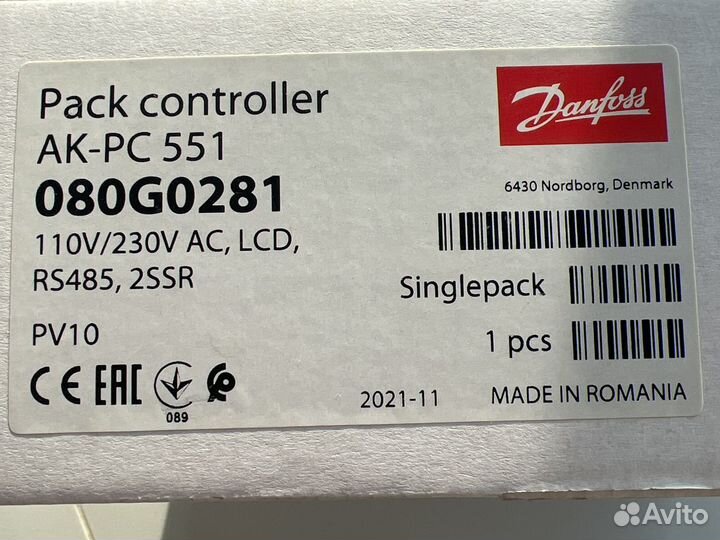 Pack controller
AK-PC 551
080G0281
110V/230V AC, LCD,
RS485, 2SSR
PV10
CE EAC
089
Danfoss
6430 Nordborg, Denmark
Singlepack
1 pcs
2021-11 MADE IN ROMANIA
Avito